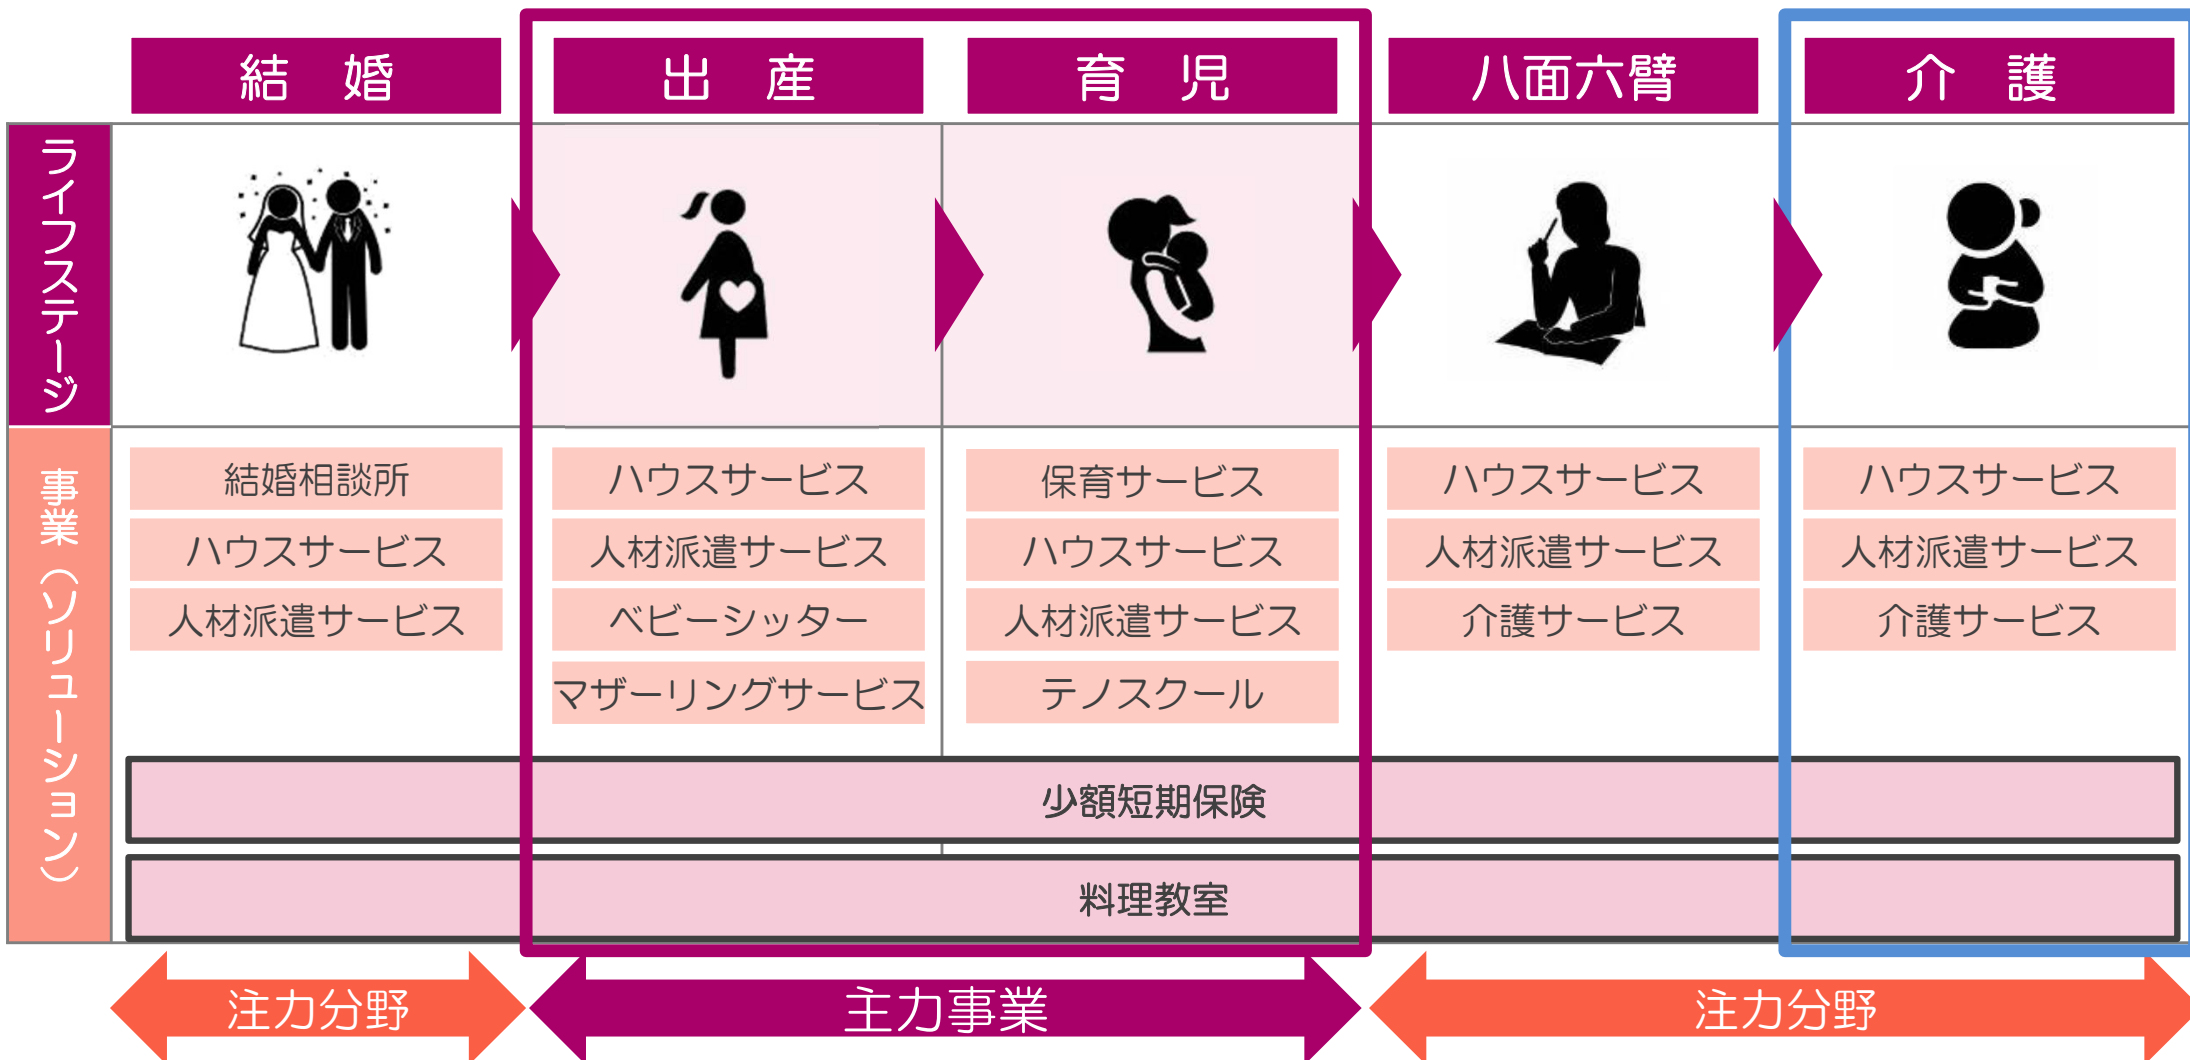 結 婚
出 産
育 児
八面六臂
介 護
ライフステージ
事業(ソリューション)
結婚相談所
ハウスサービス
人材派遣サービス
ハウスサービス
人材派遣サービス
ベビーシッター
マザーリングサービス
保育サービス
ハウスサービス
人材派遣サービス
テノスクール
ハウスサービス
人材派遣サービス
介護サービス
ハウスサービス
人材派遣サービス
介護サービス
少額短期保険
料理教室
注力分野
主力事業
注力分野